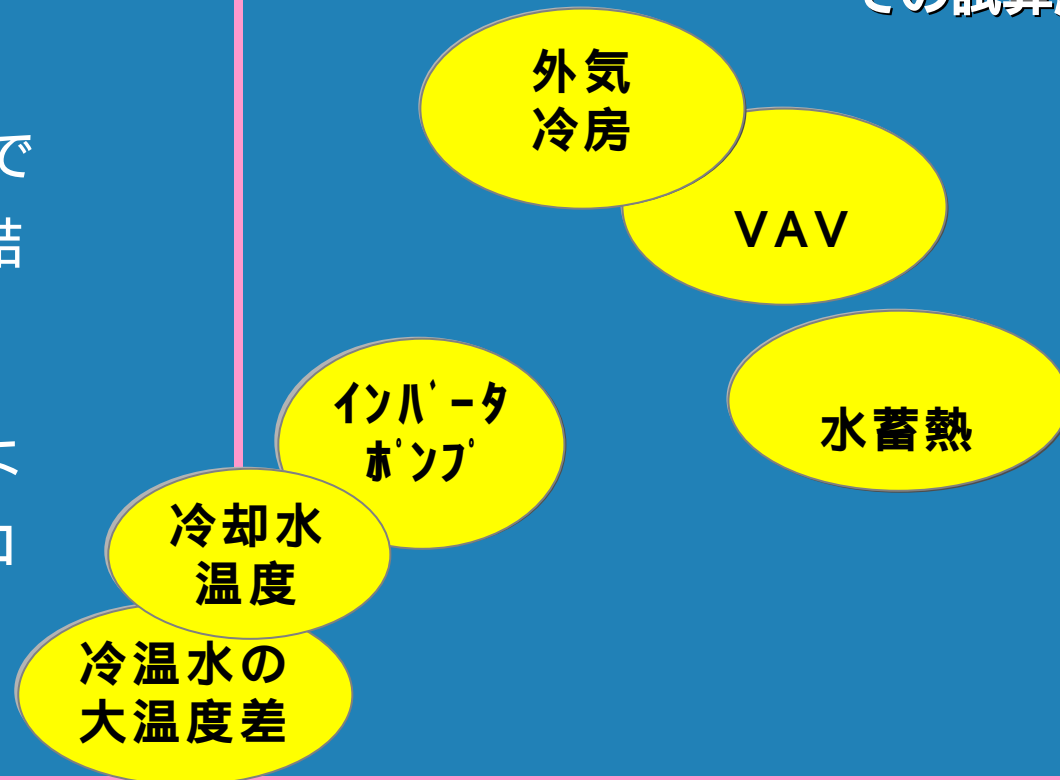 外気
冷房
VAV
インバータ
ポンプ
水蓄熱
冷却水
温度
冷温水の
大温度差
で